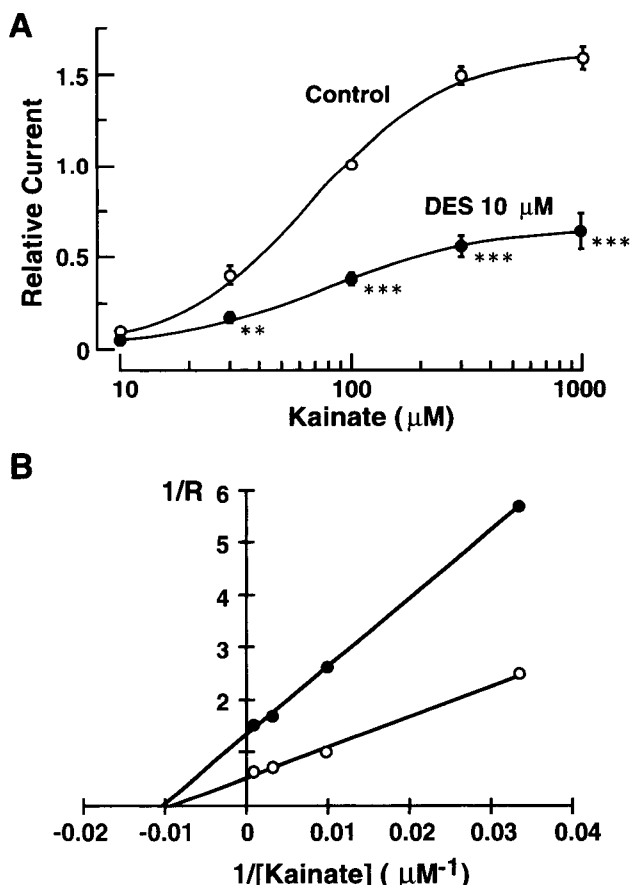 A
Relative Current
1.5
1.0
0.5
0
Control
DES 10 μM
**
***
***
***
10
100
1000
Kainate (μM)
B
1/R
6
5
4
3
2
-0.02
-0.01
0
0.01
0.02
0.03
0.04
1/[Kainate] ( μM-1)